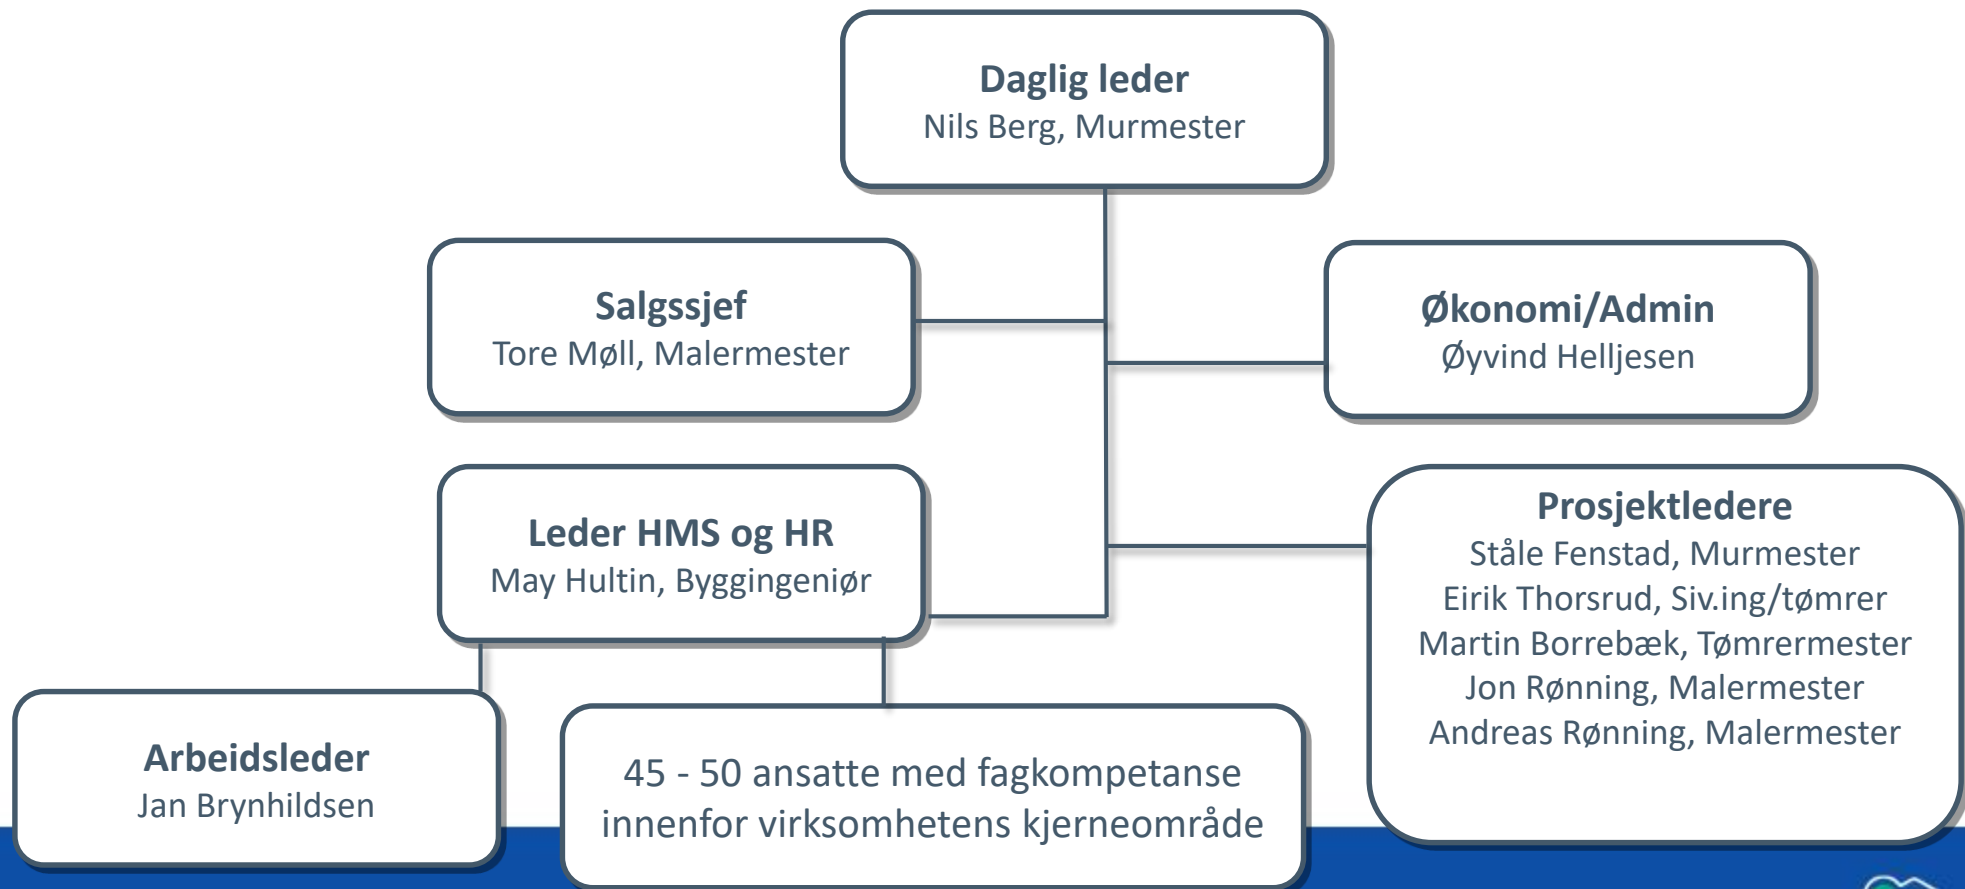 Daglig leder
Nils Berg, Murmester
Salgssjef
Tore Møll, Malermester
Økonomi/Admin
Øyvind Helljesen
Leder HMS og HR
May Hultin, Byggingeniør
Prosjektledere
Ståle Fenstad, Murmester
Eirik Thorsrud, Siv.ing/tømrer
Martin Borrebæk, Tømrermester
Jon Rønning, Malermester
Andreas Rønning, Malermester
Arbeidsleder
Jan Brynhildsen
45 - 50 ansatte med fagkompetanse
innenfor virksomhetens kjerneområde